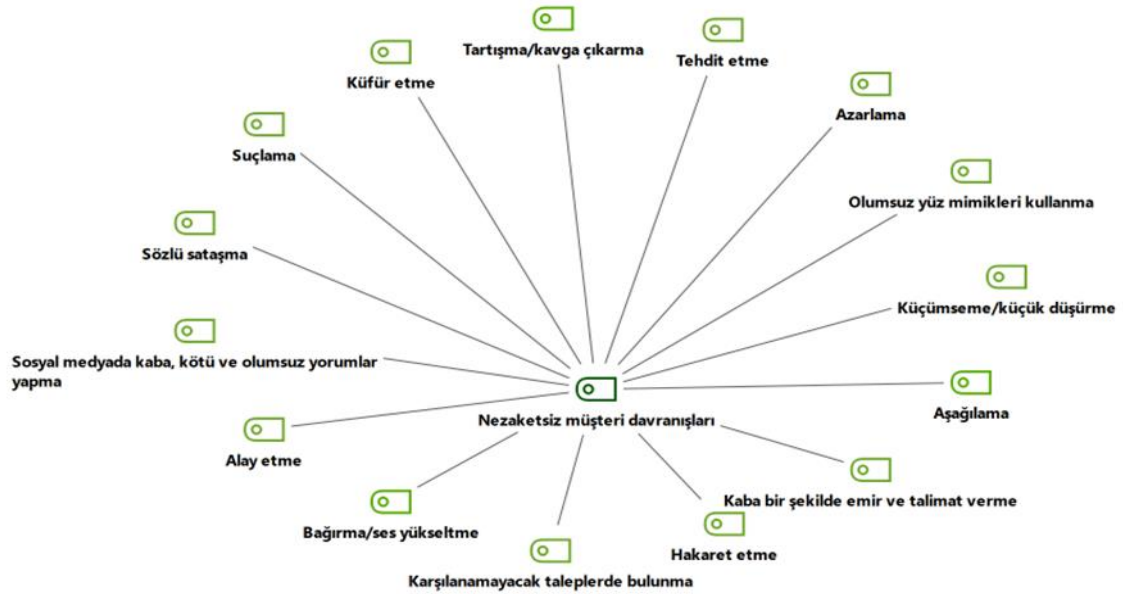 Tartışma/kavga çıkarma
Tehdit etme
Küfür etme
Azarlama
Suçlama
Olumsuz yüz mimikleri kullanma
Sözlü sataşma
Küçümseme/küçük düşürme
Sosyal medyada kaba, kötü ve olumsuz yorumlar
yapma
Aşağılama
Nezaketsiz müşteri davranışları
Alay etme
Kaba bir şekilde emir ve talimat verme
Bağırma/ses yükseltme
Hakaret etme
Karşılanamayacak taleplerde bulunma